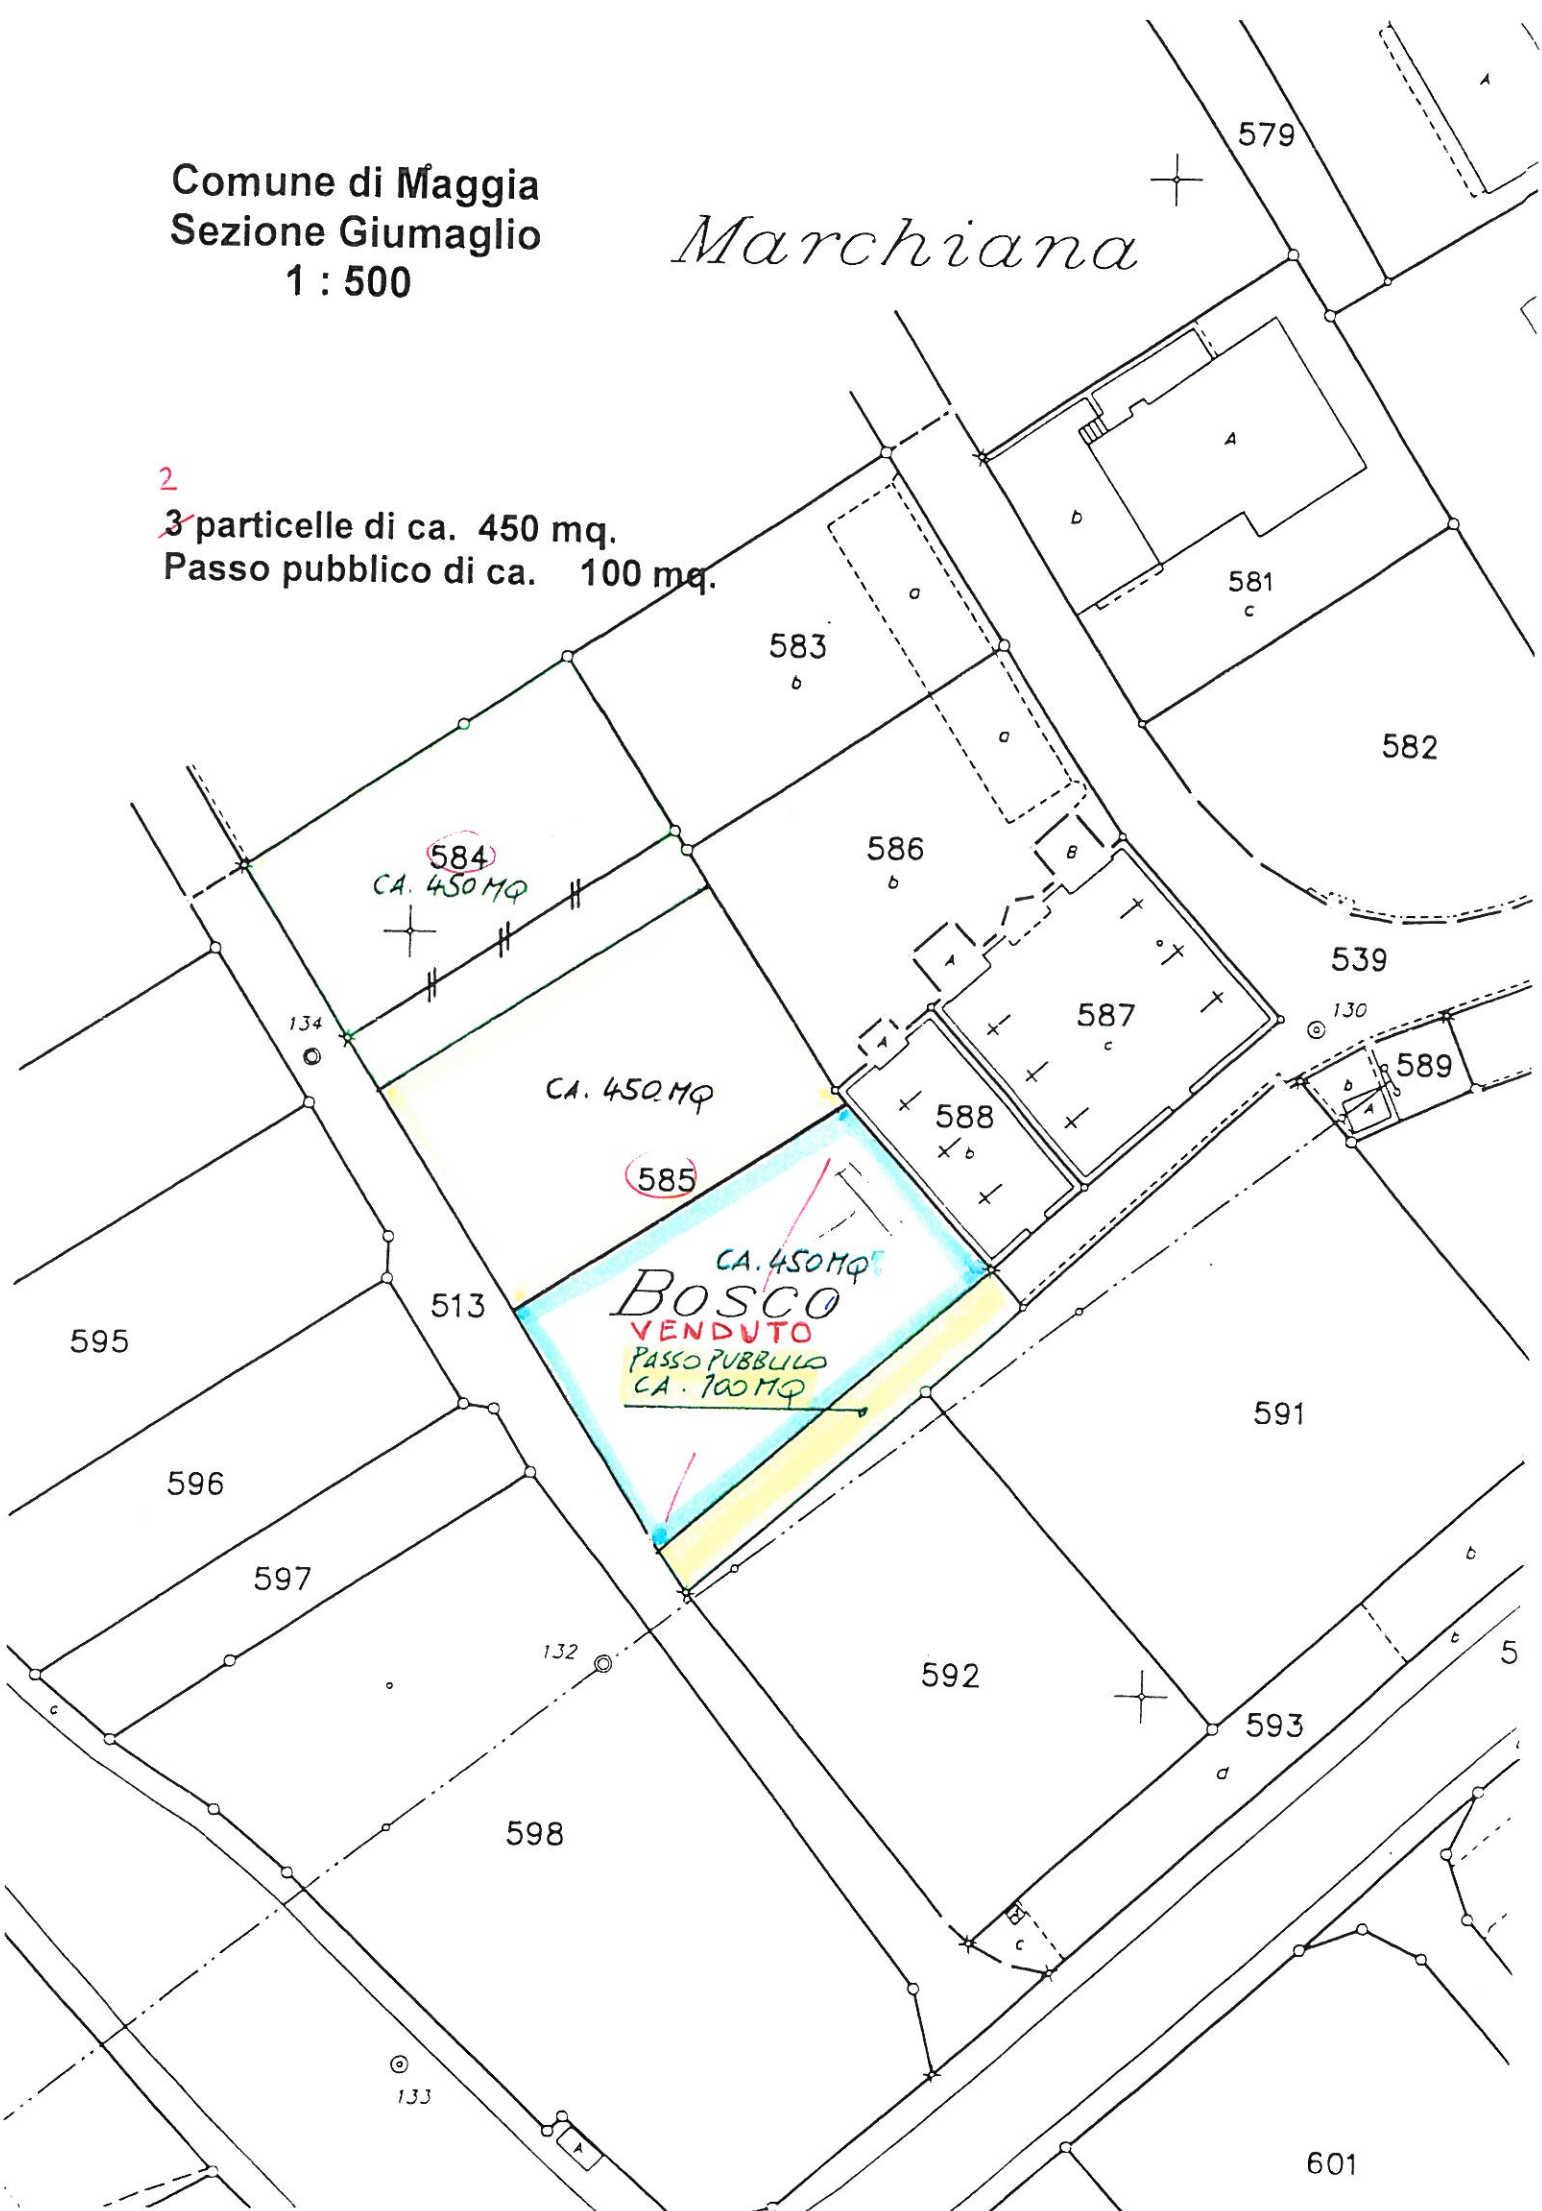 579
A
Comune di Maggia
Sezione Giumaglio
1 : 500
Marchiana
A
b
2
3 particelle di ca. 450 mq.
Passo pubblico di ca. 100 mq.
581
c
a
583
b
582
a
586
b
B
584
CA. 450 MQ
A
539
134
130
587
c
A
589
b
A
CA. 450 MQ
588
b
585
CA. 450 MQ
BOSCO
VENDUTO
PASSO PUBBLICO
CA. 100 MQ
513
595
591
596
b
597
132
b
5
592
c
593
d
598
c
133
A
601